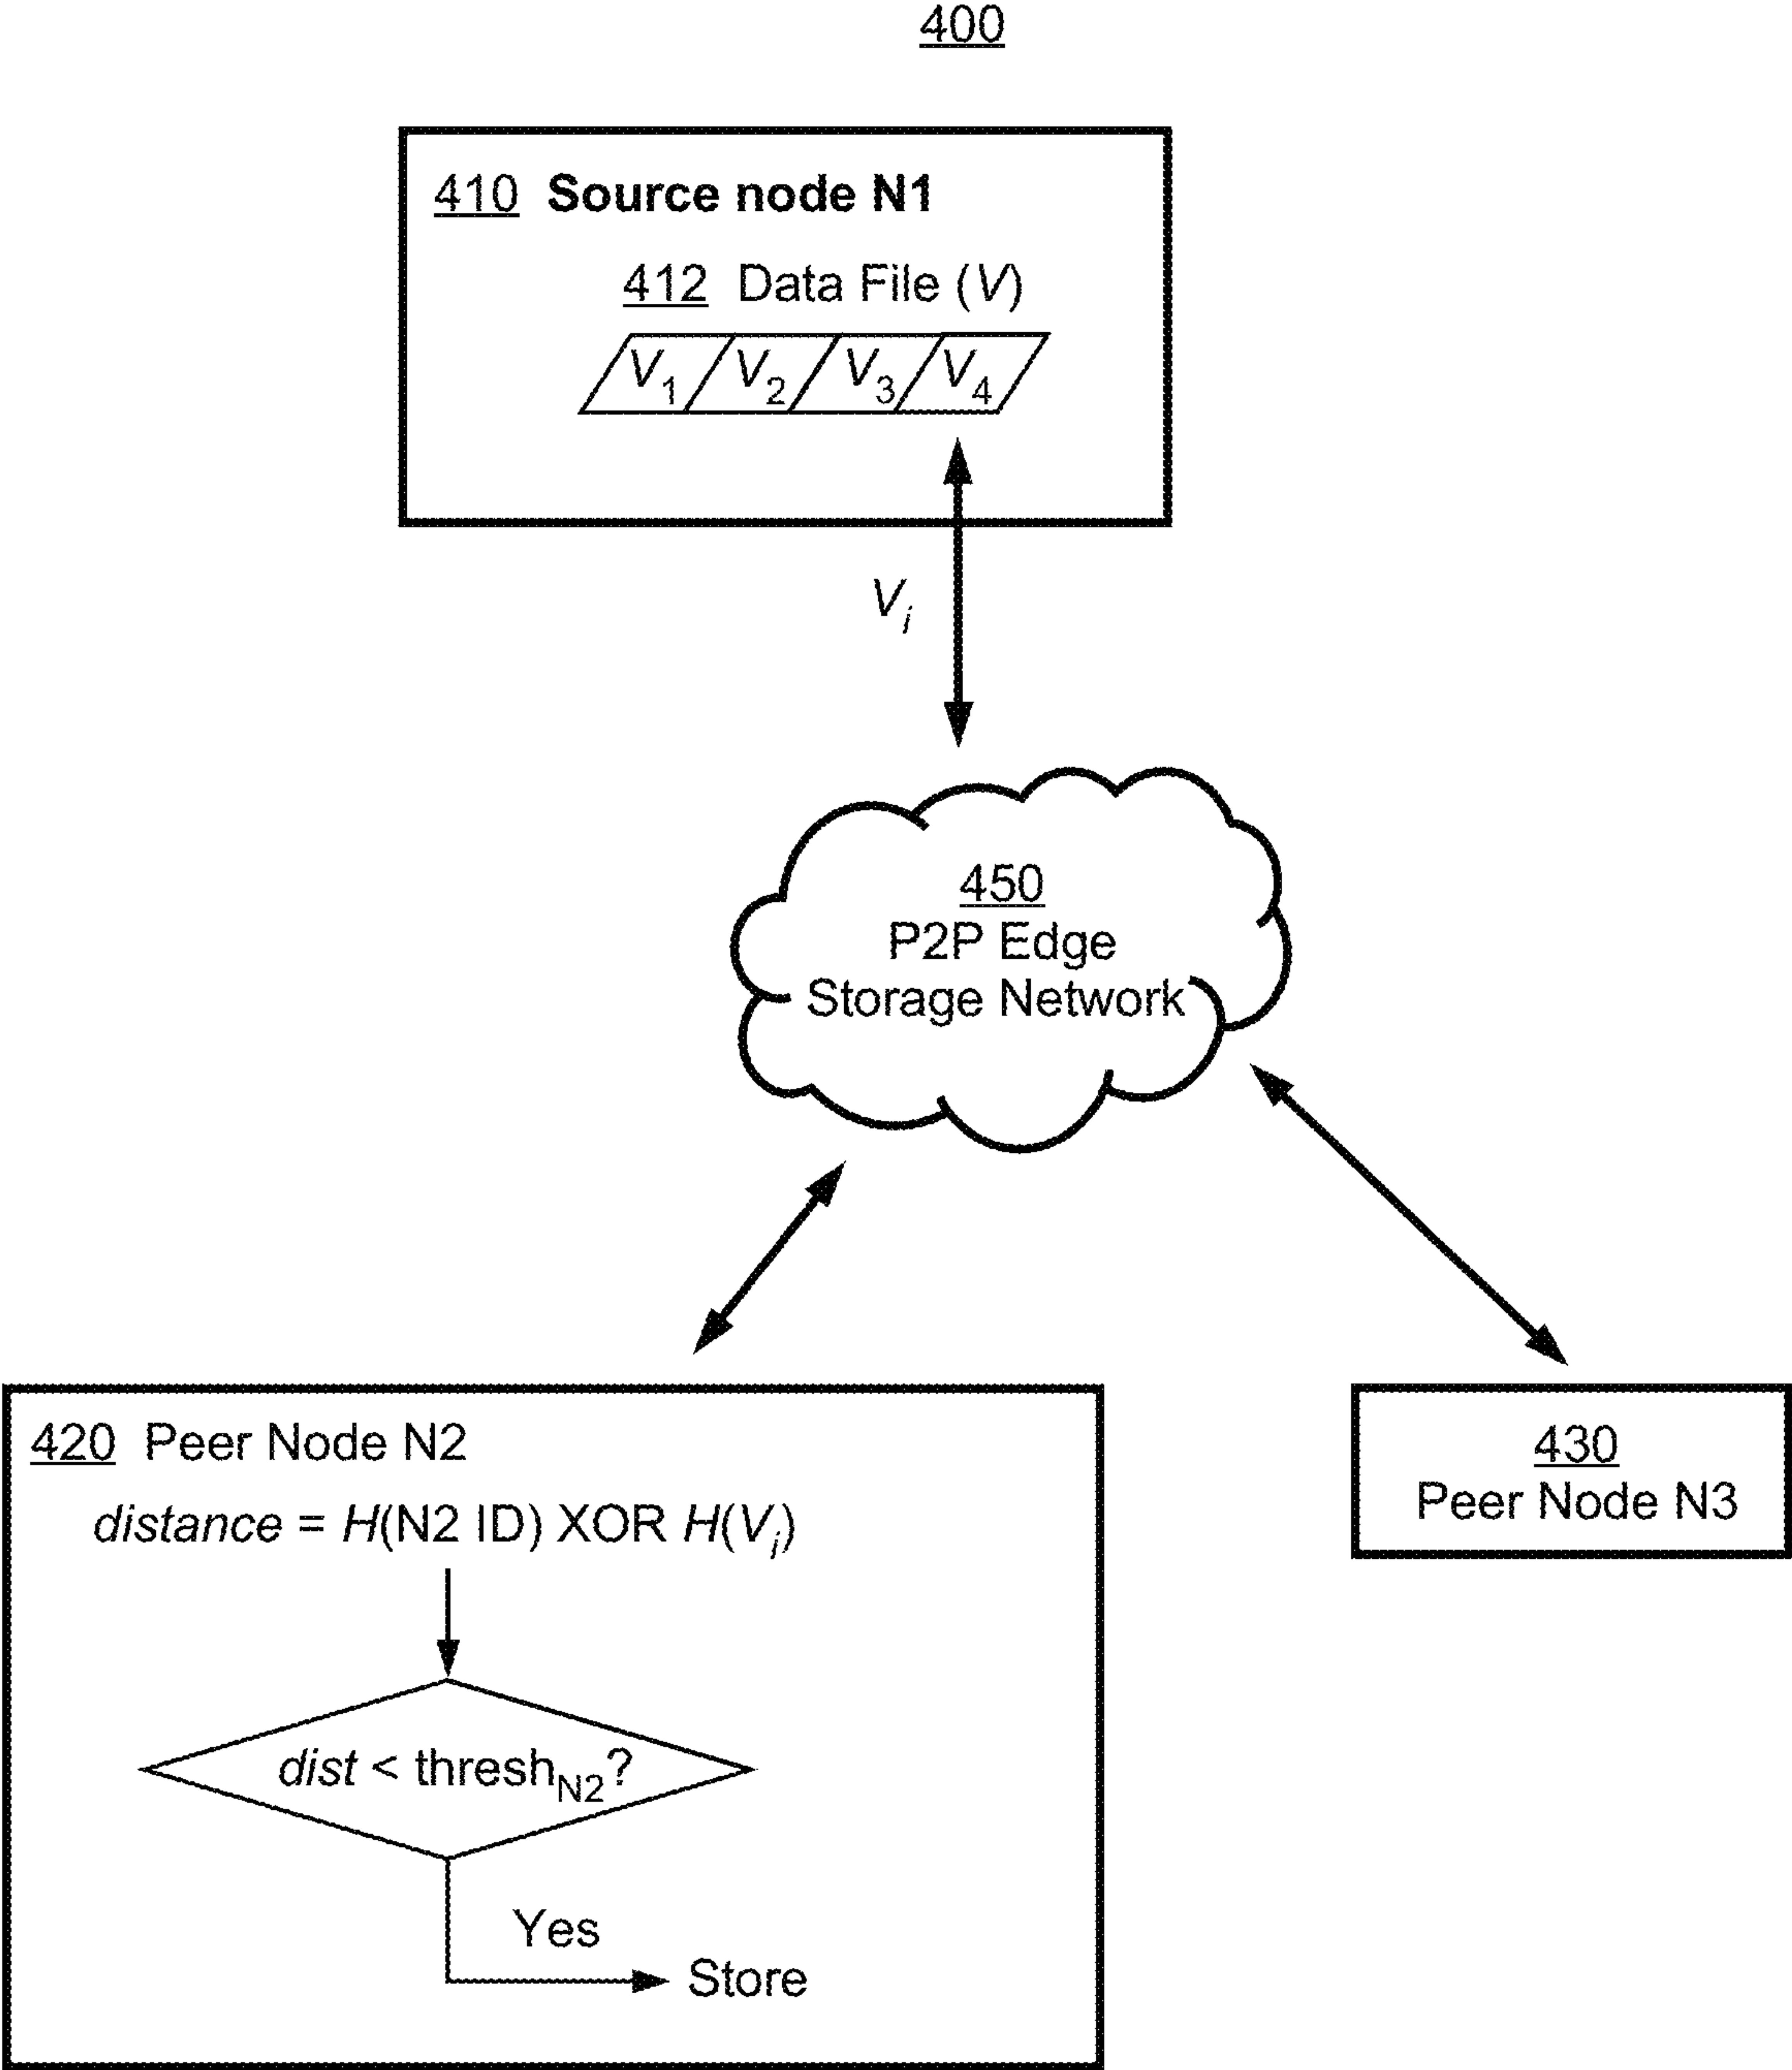 400
410 Source node N1
412 Data File (V)
V1 V2 V3 V4
Vi
450
P2P Edge
Storage Network
420 Peer Node N2
distance = H(N2 ID) XOR H(Vi)
dist < threshN2?
Yes
Store
430
Peer Node N3